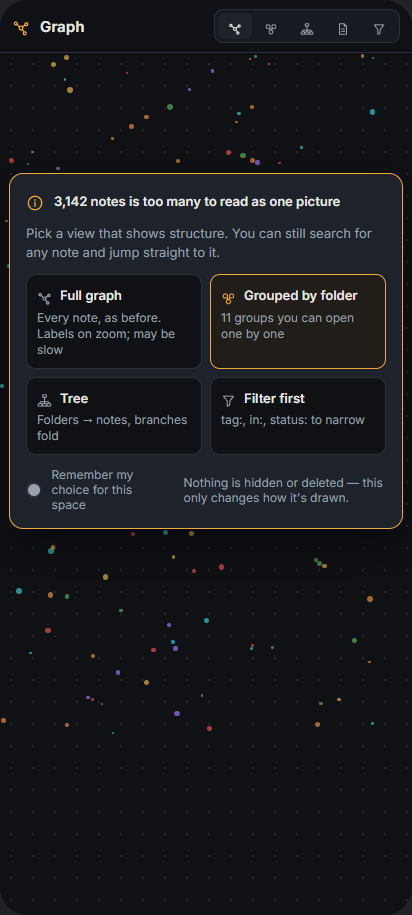 Graph
3,142 notes is too many to read as one picture
Pick a view that shows structure. You can still search for
any note and jump straight to it.
Full graph
Every note, as before.
Labels on zoom; may be
slow
Grouped by folder
11 groups you can open
one by one
Tree
Folders → notes, branches
fold
Filter first
tag:, in:, status: to narrow
Remember my
choice for this
space
Nothing is hidden or deleted — this
only changes how it's drawn.